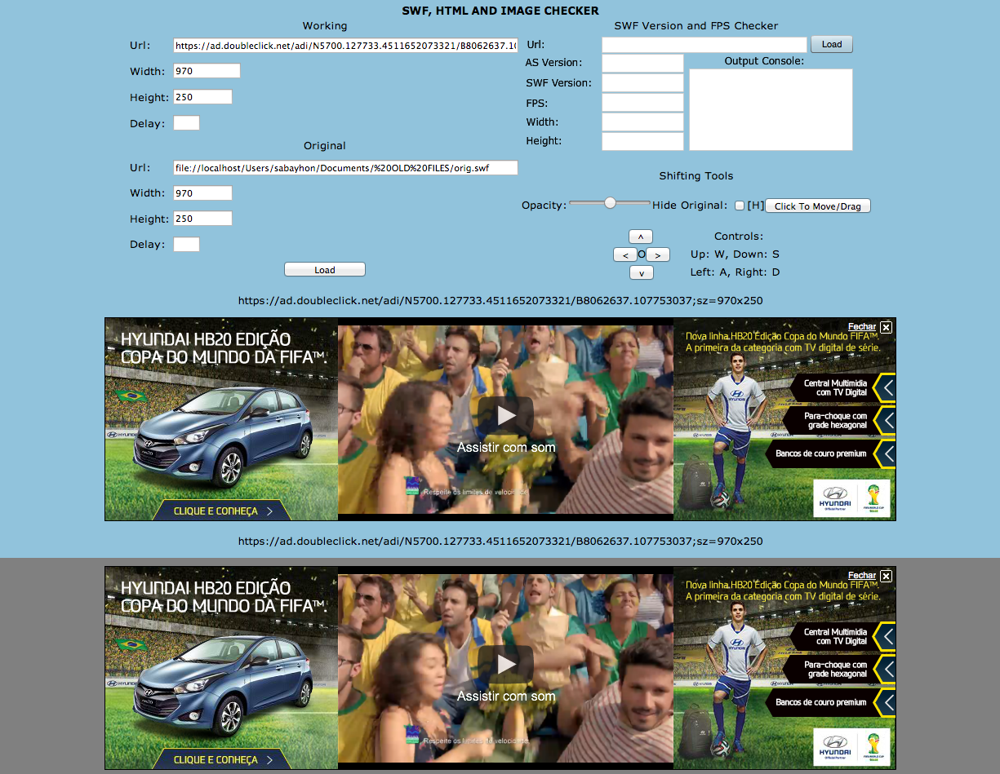 SWF, HTML AND IMAGE CHECKER
Working
Url: https://ad.doubleclick.net/adi/N5700.127733.4511652073321/B8062637.10
Width: 970
Height: 250
Delay:
Original
Url: file://localhost/Users/sabayhon/Documents/%20OLD%20FILES/orig.swf
Width: 970
Height: 250
Delay:
Load
SWF Version and FPS Checker
Url: Load
AS Version:
SWF Version:
FPS:
Width:
Height:
Output Console:
Shifting Tools
Opacity: Hide Original: [H] Click To Move/Drag
^
< O >
v
Controls:
Up: W, Down: S
Left: A, Right: D
https://ad.doubleclick.net/adi/N5700.127733.4511652073321/B8062637.107753037;sz=970x250
HYUNDAI HB20 EDIÇÃO
COPA DO MUNDO DA FIFA™.
CLIQUE E CONHEÇA >
Assistir com som
Respeite os limites de velocidade.
Fechar X
Nova linha HB20 Edição Copa do Mundo FIFA™.
A primeira da categoria com TV digital de série.
HYUNDAI
Central Multimídia
com TV Digital
Para-choque com
grade hexagonal
Bancos de couro premium
HYUNDAI
Official Partner
https://ad.doubleclick.net/adi/N5700.127733.4511652073321/B8062637.107753037;sz=970x250
HYUNDAI HB20 EDIÇÃO
COPA DO MUNDO DA FIFA™.
CLIQUE E CONHEÇA >
Assistir com som
Respeite os limites de velocidade.
Fechar X
Nova linha HB20 Edição Copa do Mundo FIFA™.
A primeira da categoria com TV digital de série.
HYUNDAI
Central Multimídia
com TV Digital
Para-choque com
grade hexagonal
Bancos de couro premium
HYUNDAI
Official Partner